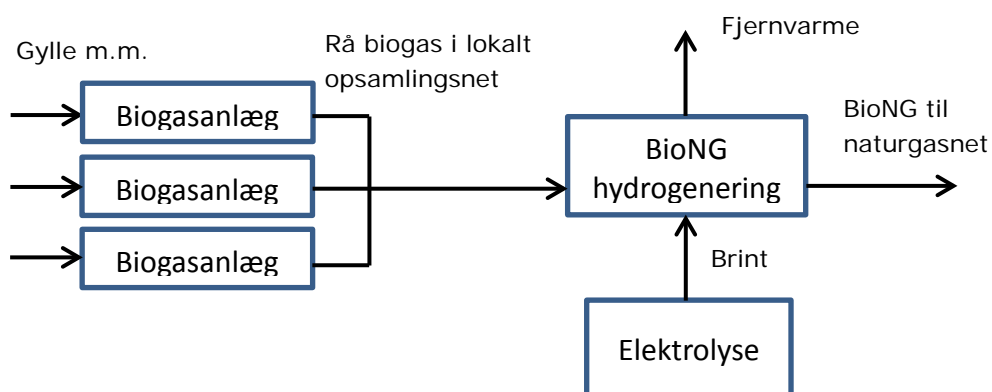 Gylle m.m.
Rå biogas i lokalt
opsamlingsnet
Fjernvarme
Biogasanlæg
Biogasanlæg
Biogasanlæg
BioNG
hydrogenering
BioNG til
naturgasnet
Brint
Elektrolyse